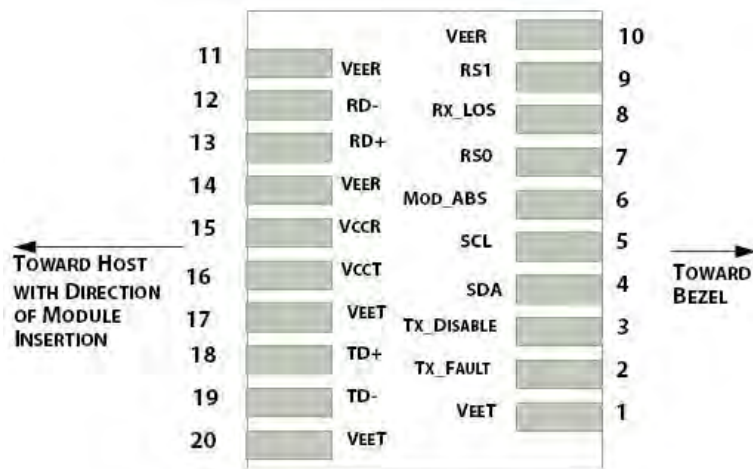 VEER 10
11 VEER
RS1 9
12 RD-
RX_LOS 8
13 RD+
RS0 7
14 VEER
MOD_ABS 6
15 VCCR
SCL 5
16 VCCT
SDA 4
17 VEET
TX_DISABLE 3
18 TD+
TX_FAULT 2
19 TD-
VEET 1
20 VEET
TOWARD HOST
WITH DIRECTION
OF MODULE
INSERTION
TOWARD
BEZEL